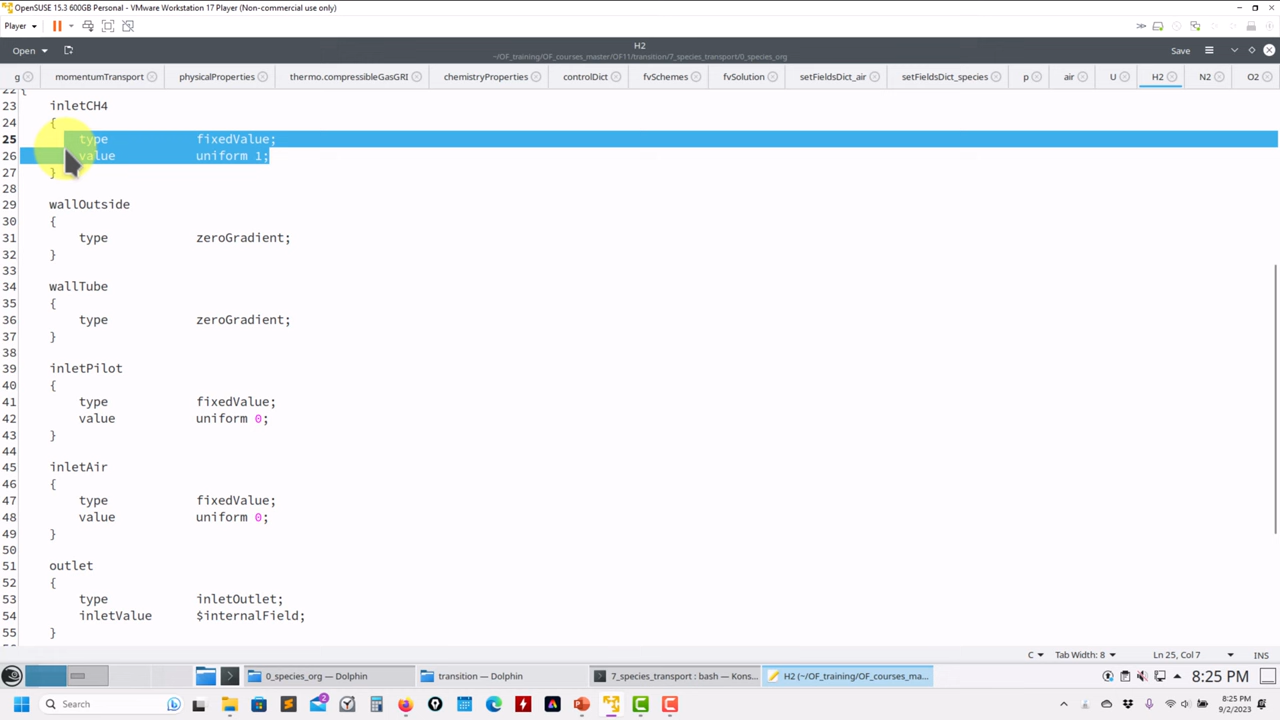 OpenSUSE 15.3 600GB Personal - VMware Workstation 17 Player (Non-commercial use only)
Player
Open
H2
~/OF_training/OF_courses_master/OF11/transition/7_species_transport/0_species_org
Save
g momentumTransport physicalProperties thermo.compressibleGasGRI chemistryProperties controlDict fvSchemes fvSolution setFieldsDict_air setFieldsDict_species p air U H2 N2 O2
22 {
23 inletCH4
24 {
25 type fixedValue;
26 value uniform 1;
27 }
28
29 wallOutside
30 {
31 type zeroGradient;
32 }
33
34 wallTube
35 {
36 type zeroGradient;
37 }
38
39 inletPilot
40 {
41 type fixedValue;
42 value uniform 0;
43 }
44
45 inletAir
46 {
47 type fixedValue;
48 value uniform 0;
49 }
50
51 outlet
52 {
53 type inletOutlet;
54 inletValue $internalField;
55 }
C Tab Width: 8 Ln 25, Col 7 INS
0_species_org — Dolphin transition — Dolphin 7_species_transport : bash — Kons... H2 (~/OF_training/OF_courses_ma... 8:25 PM
Search 2 8:25 PM
9/2/2023